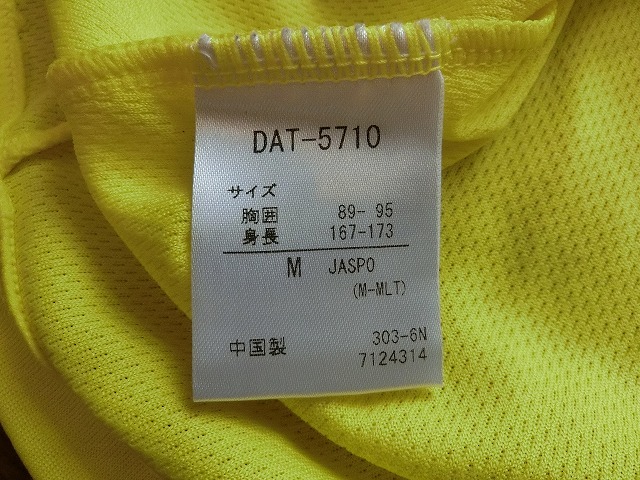 DAT-5710
サイズ
胸囲 89- 95
身長 167-173
M JASPO
(M-MLT)
303-6N
中国製 7124314